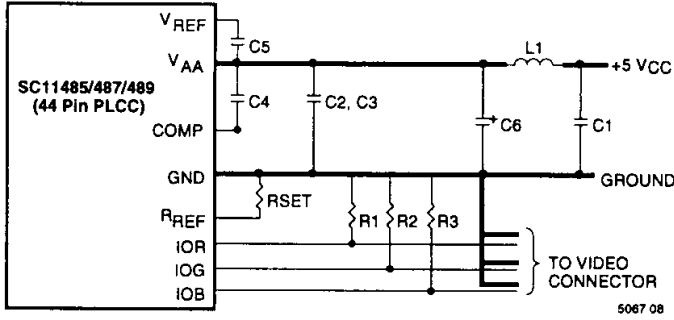 VREF
C5
VAA
L1
+5 VCC
SC11485/487/489
(44 Pin PLCC)
C4
C2, C3
+
C6
C1
COMP
GND
GROUND
RSET
RREF
R1
R2
R3
IOR
IOG
IOB
TO VIDEO
CONNECTOR
5067 08